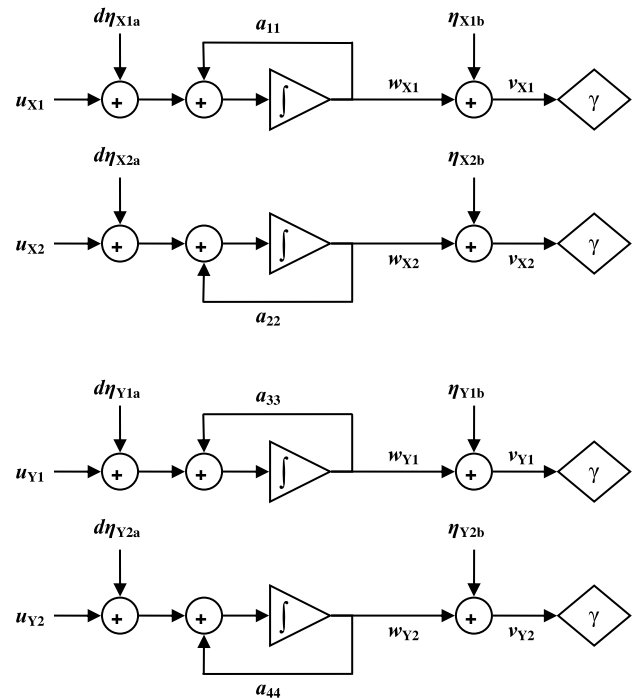 dηX1a a11 ηX1b
uX1 + + ∫ wX1 + vX1 γ
dηX2a ηX2b
uX2 + + ∫ wX2 + vX2 γ
a22
dηY1a a33 ηY1b
uY1 + + ∫ wY1 + vY1 γ
dηY2a ηY2b
uY2 + + ∫ wY2 + vY2 γ
a44